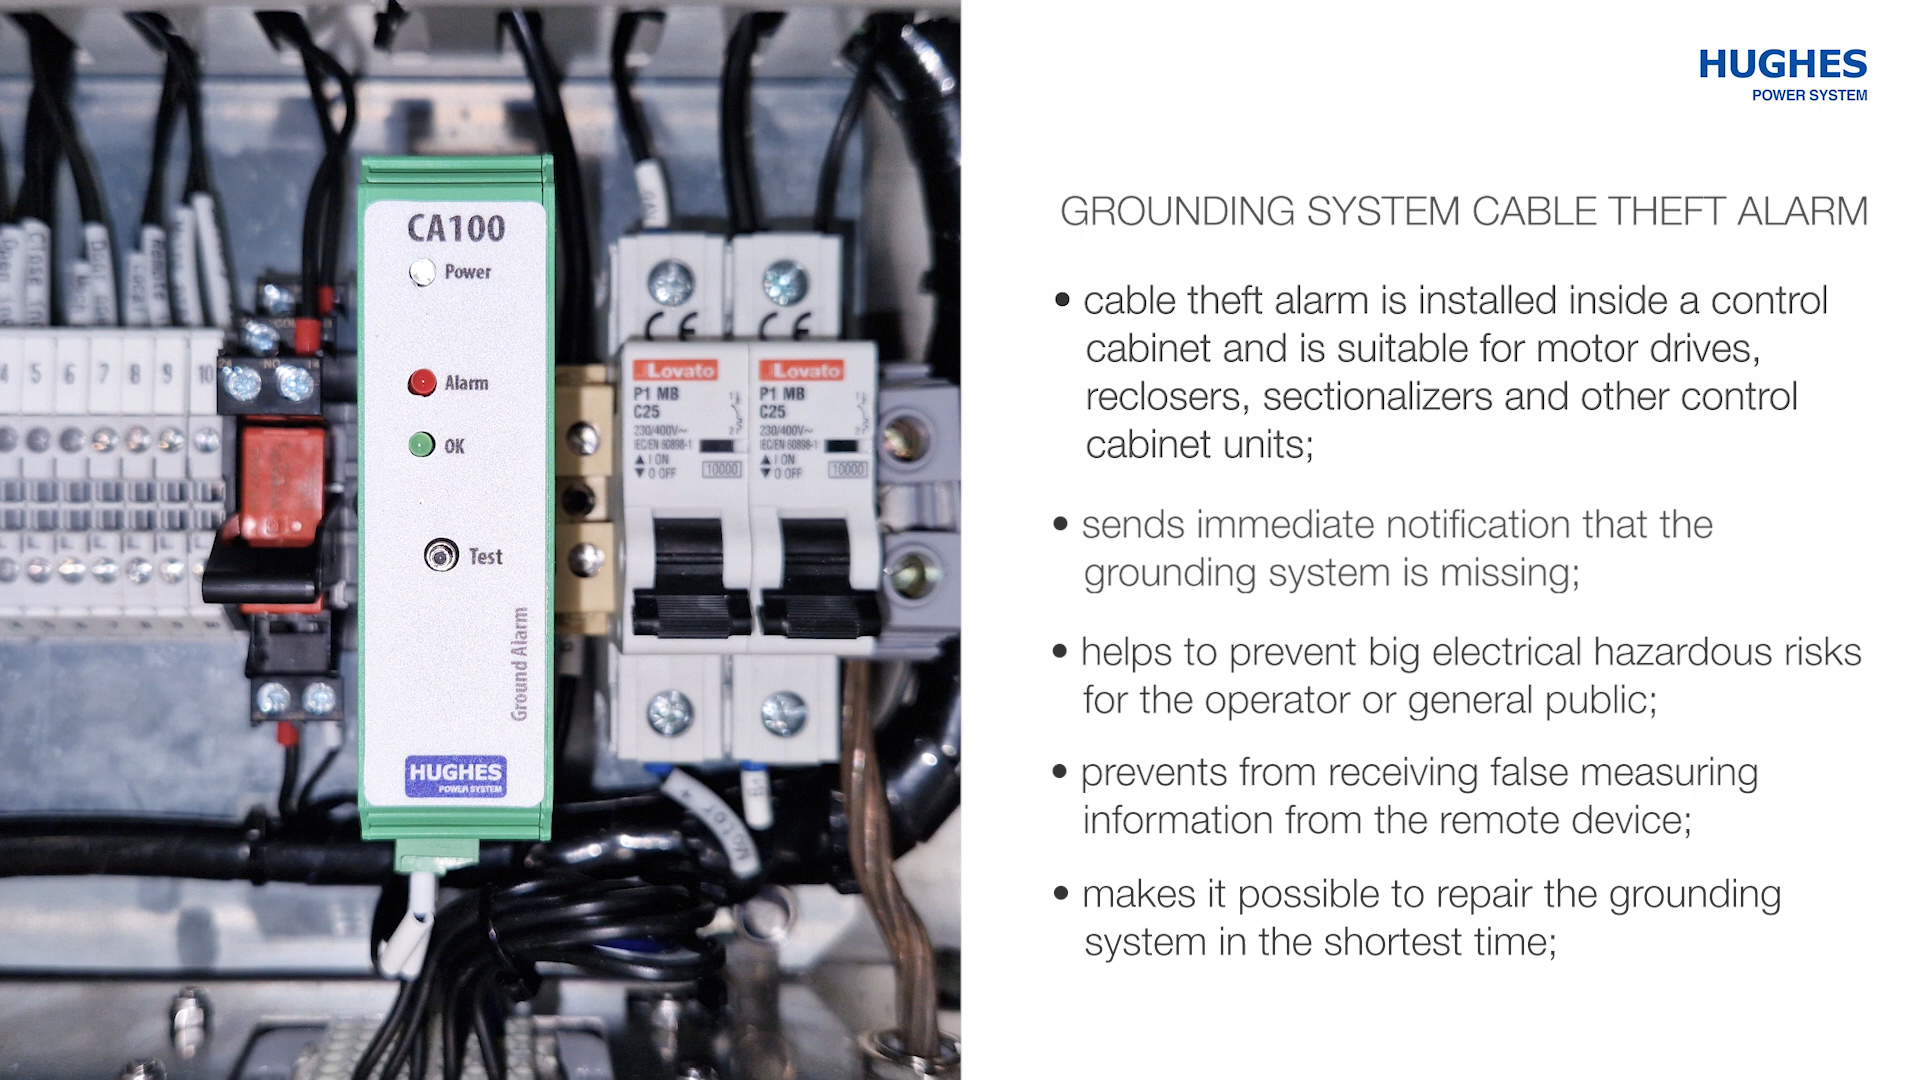 HUGHES
POWER SYSTEM
GROUNDING SYSTEM CABLE THEFT ALARM
• cable theft alarm is installed inside a control
cabinet and is suitable for motor drives,
reclosers, sectionalizers and other control
cabinet units;
• sends immediate notification that the
grounding system is missing;
• helps to prevent big electrical hazardous risks
for the operator or general public;
• prevents from receiving false measuring
information from the remote device;
• makes it possible to repair the grounding
system in the shortest time;
CA100
Power
Alarm
OK
Test
Ground Alarm
HUGHES
POWER SYSTEM
4 5 6 7 8 9 10
Lovato
P1 MB
C25
230/400V~
IEC/EN 60898-1
▲ I ON
▼ O OFF
10000
Lovato
P1 MB
C25
230/400V~
IEC/EN 60898-1
▲ I ON
▼ O OFF
10000
CE
CE
Motor 4